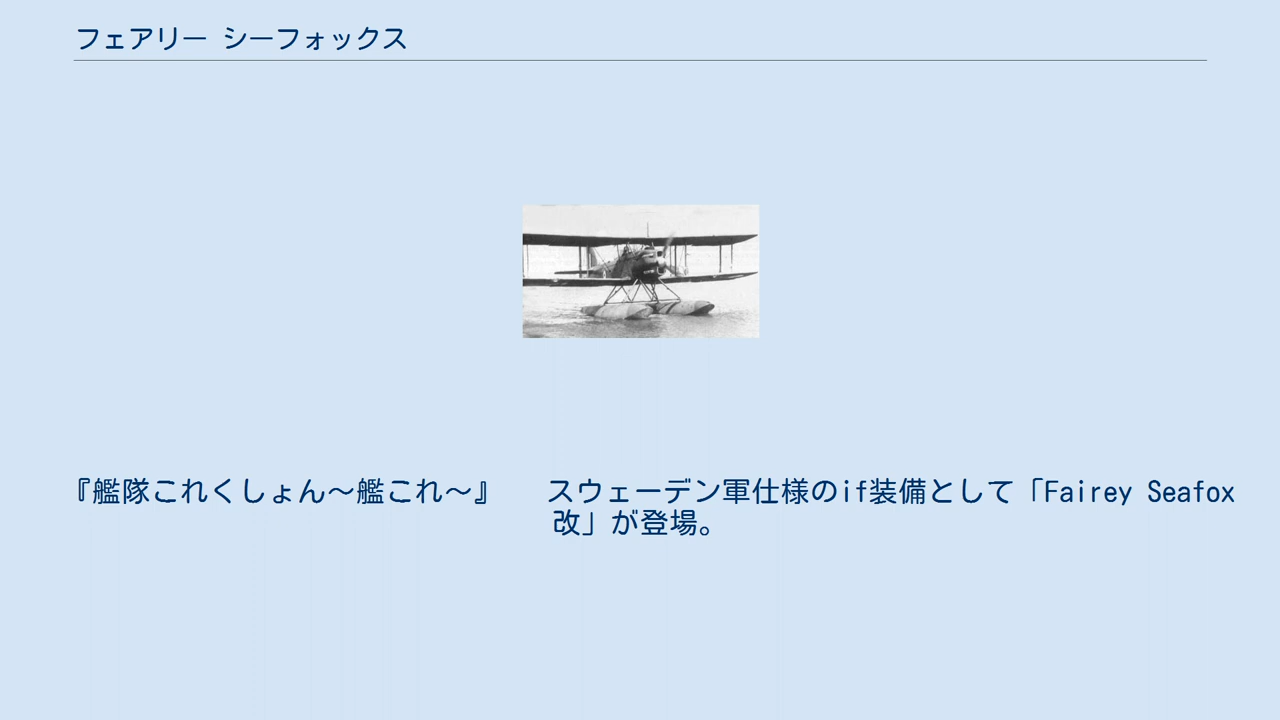 フェアリー シーフォックス
『艦隊これくしょん～艦これ～』 スウェーデン軍仕様のif装備として「Fairey Seafox
改」が登場。